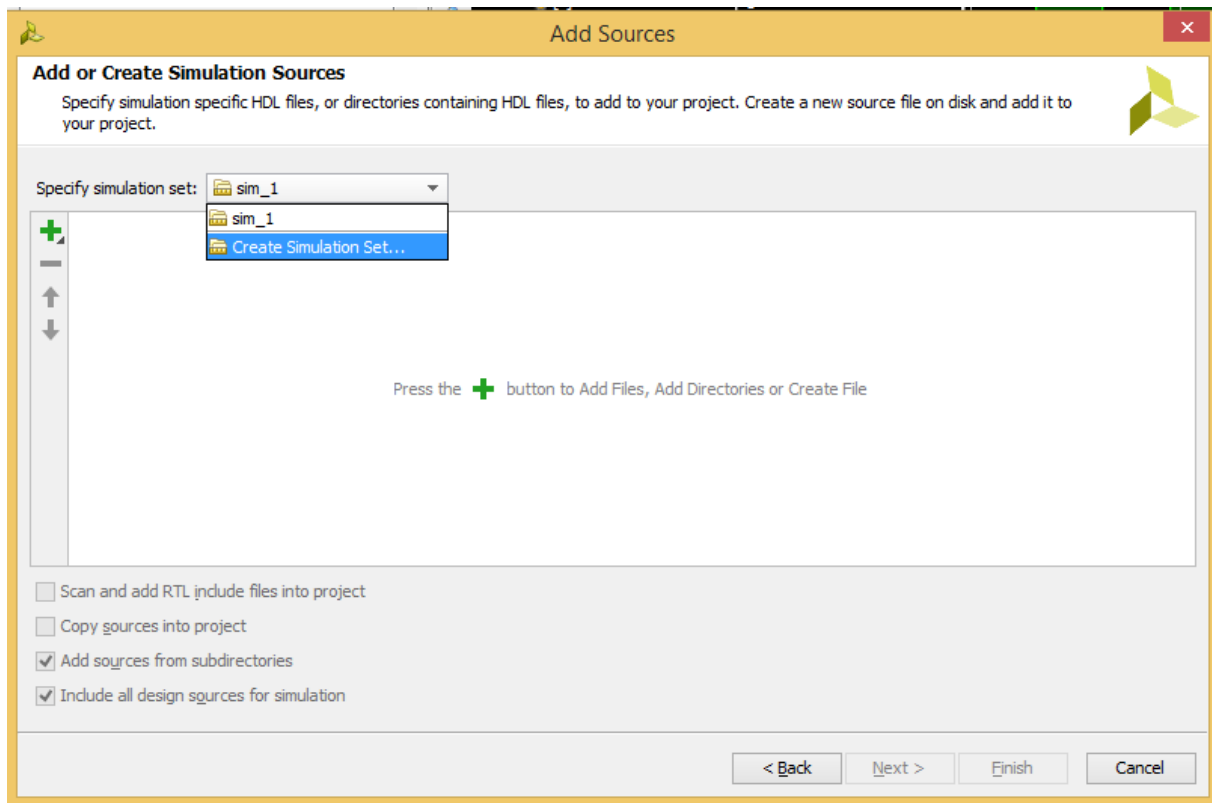 Add Sources
Add or Create Simulation Sources
Specify simulation specific HDL files, or directories containing HDL files, to add to your project. Create a new source file on disk and add it to
your project.
Specify simulation set: sim_1
sim_1
Create Simulation Set...
Press the button to Add Files, Add Directories or Create File
Scan and add RTL include files into project
Copy sources into project
Add sources from subdirectories
Include all design sources for simulation
< Back Next > Finish Cancel